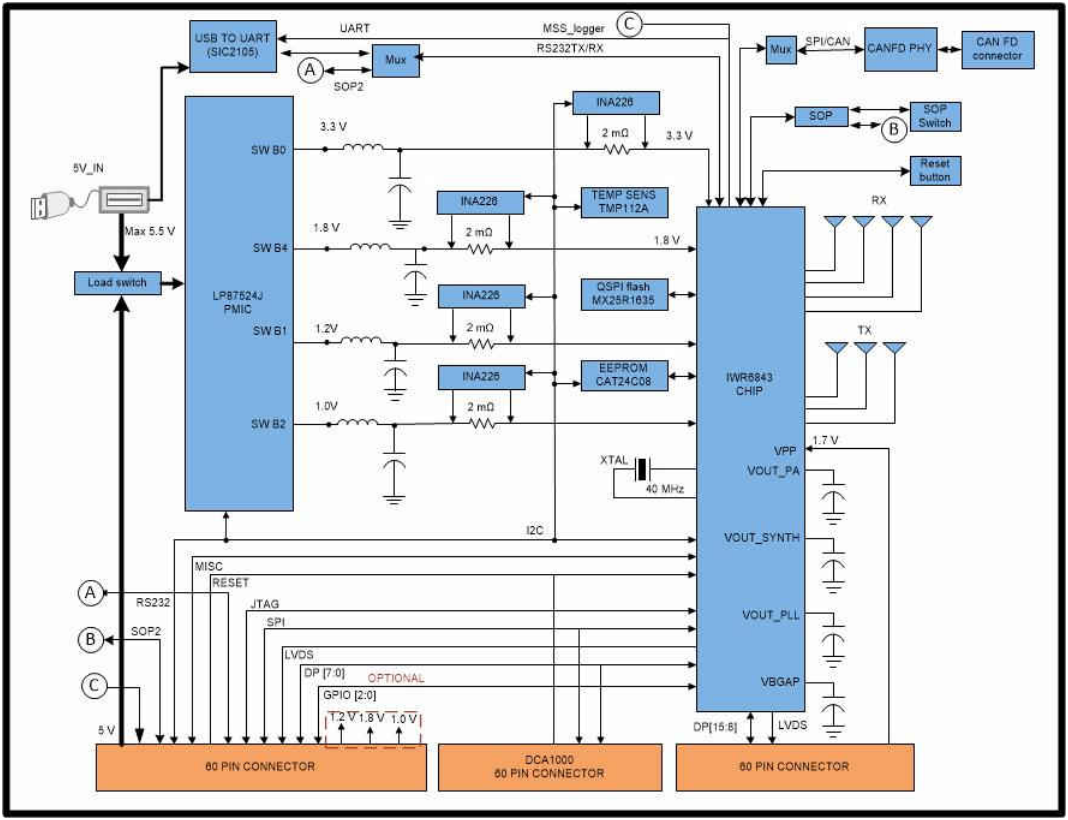 USB TO UART
(SIC2105)
UART
MSS_logger
C
RS232TX/RX
A
SOP2
Mux
Mux
SPI/CAN
CANFD PHY
CAN FD
connector
SOP
SOP
Switch
B
Reset
button
5V_IN
Max 5.5 V
Load switch
LP87524J
PMIC
SW B0
3.3 V
INA226
2 mΩ
3.3 V
SW B4
1.8 V
INA226
2 mΩ
1.8 V
TEMP SENS
TMP112A
SW B1
1.2V
INA226
2 mΩ
QSPI flash
MX25R1635
SW B2
1.0V
INA226
2 mΩ
EEPROM
CAT24C08
RX
TX
IWR6843
CHIP
VPP
1.7 V
VOUT_PA
VOUT_SYNTH
VOUT_PLL
VBGAP
XTAL
40 MHz
I2C
MISC
RESET
A
RS232
JTAG
B
SOP2
SPI
LVDS
C
DP [7:0]
OPTIONAL
GPIO [2:0]
5 V
1.2 V
1.8 V
1.0 V
DP[15:8]
LVDS
60 PIN CONNECTOR
DCA1000
60 PIN CONNECTOR
60 PIN CONNECTOR